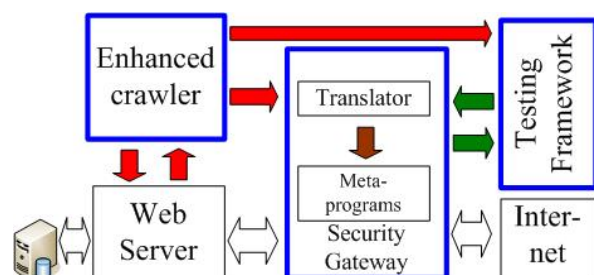 Enhanced
crawler
Translator
Meta-
programs
Security
Gateway
Testing
Framework
Web
Server
Inter-
net